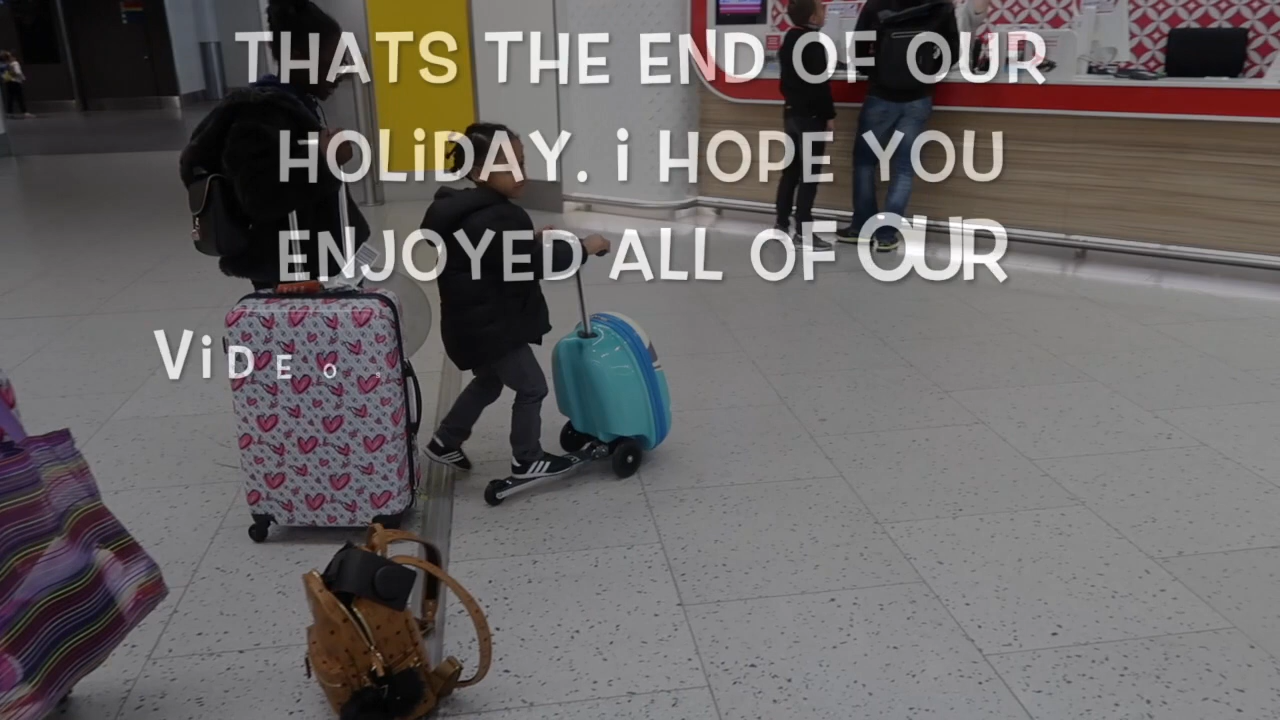 THATS THE END OF OUR
HOLiDAY. i HOPE YOU
ENJOYED ALL OF OUR
ViDEO